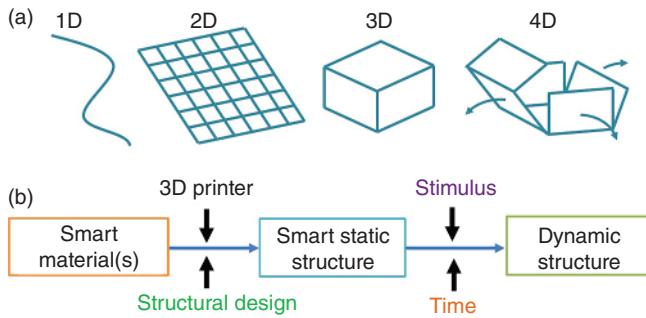 (a)
1D
2D
3D
4D
(b)
3D printer
Stimulus
Smart
material(s)
Smart static
structure
Dynamic
structure
Structural design
Time